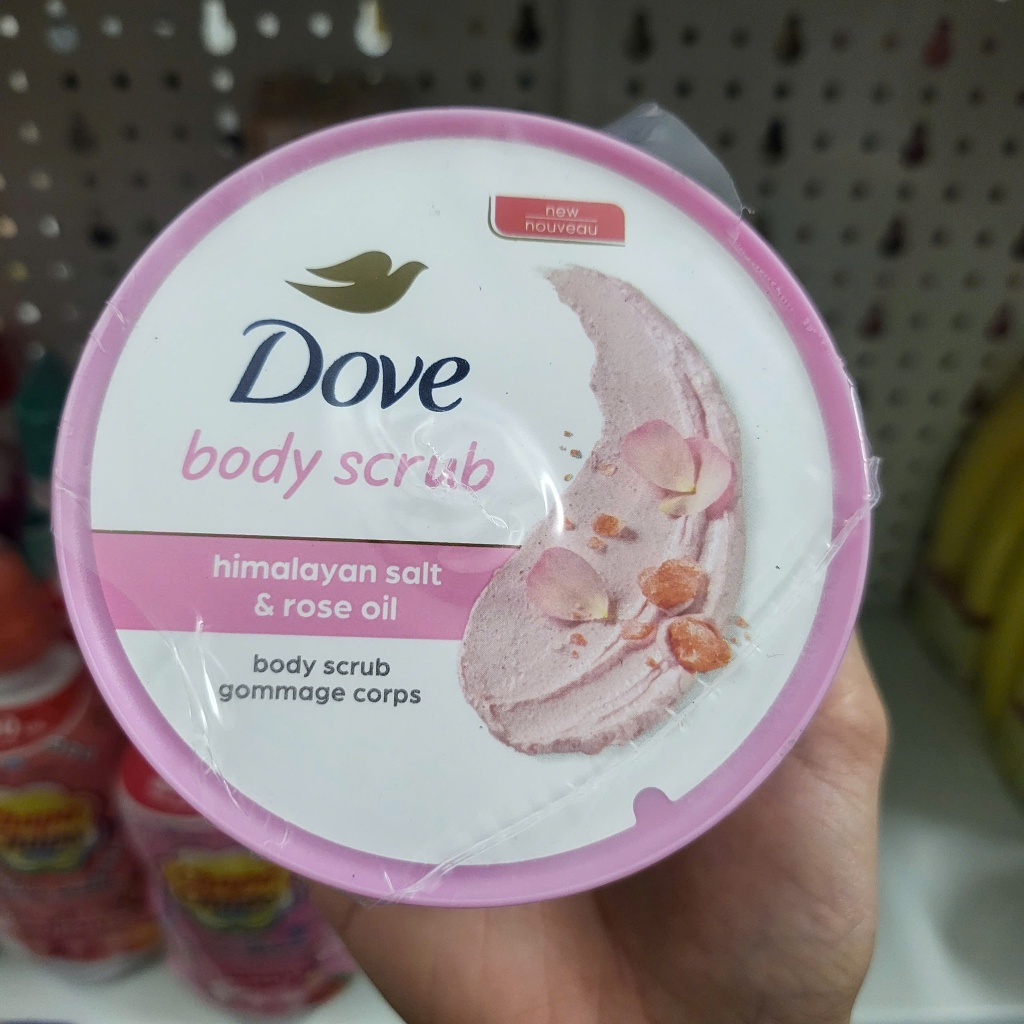 new
nouveau
Dove
body scrub
himalayan salt
& rose oil
body scrub
gommage corps